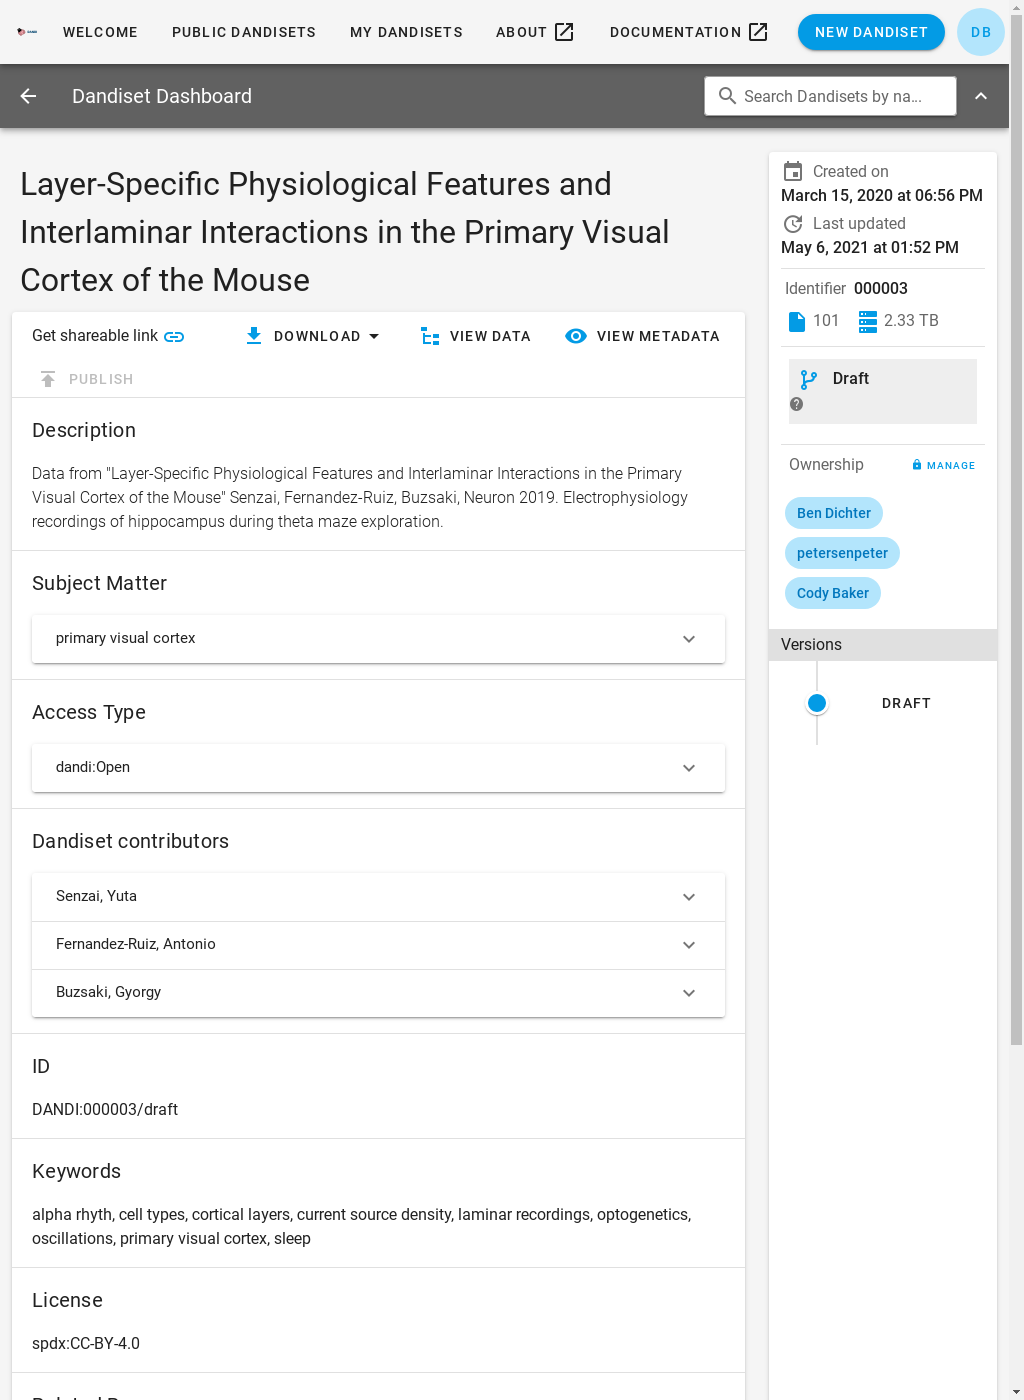 WELCOME
PUBLIC DANDISETS
MY DANDISETS
ABOUT
DOCUMENTATION
NEW DANDISET
DB
Dandiset Dashboard
Search Dandisets by na...
Layer-Specific Physiological Features and
Interlaminar Interactions in the Primary Visual
Cortex of the Mouse
Get shareable link
DOWNLOAD
VIEW DATA
VIEW METADATA
PUBLISH
Description
Data from "Layer-Specific Physiological Features and Interlaminar Interactions in the Primary
Visual Cortex of the Mouse" Senzai, Fernandez-Ruiz, Buzsaki, Neuron 2019. Electrophysiology
recordings of hippocampus during theta maze exploration.
Subject Matter
primary visual cortex
Access Type
dandi:Open
Dandiset contributors
Senzai, Yuta
Fernandez-Ruiz, Antonio
Buzsaki, Gyorgy
ID
DANDI:000003/draft
Keywords
alpha rhyth, cell types, cortical layers, current source density, laminar recordings, optogenetics,
oscillations, primary visual cortex, sleep
License
spdx:CC-BY-4.0
Created on
March 15, 2020 at 06:56 PM
Last updated
May 6, 2021 at 01:52 PM
Identifier 000003
101
2.33 TB
Draft
Ownership
MANAGE
Ben Dichter
petersenpeter
Cody Baker
Versions
DRAFT